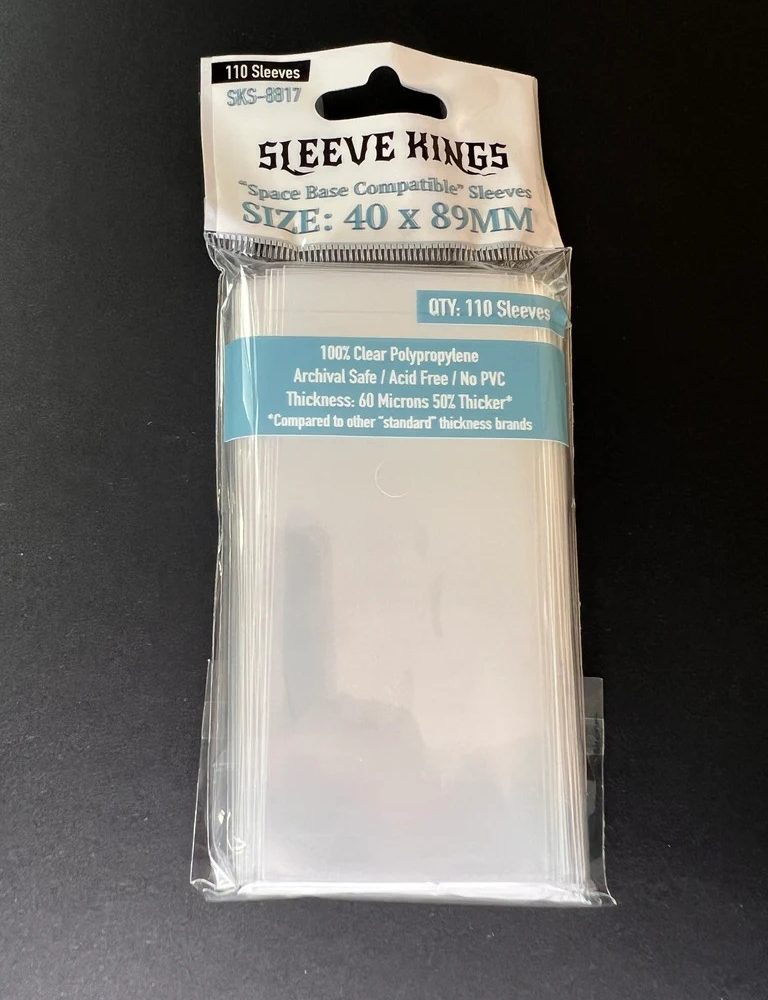 110 Sleeves
SKS-8817
SLEEVE KINGS
"Space Base Compatible" Sleeves
SIZE: 40 x 89MM
QTY: 110 Sleeves
100% Clear Polypropylene
Archival Safe / Acid Free / No PVC
Thickness: 60 Microns 50% Thicker*
*Compared to other "standard" thickness brands